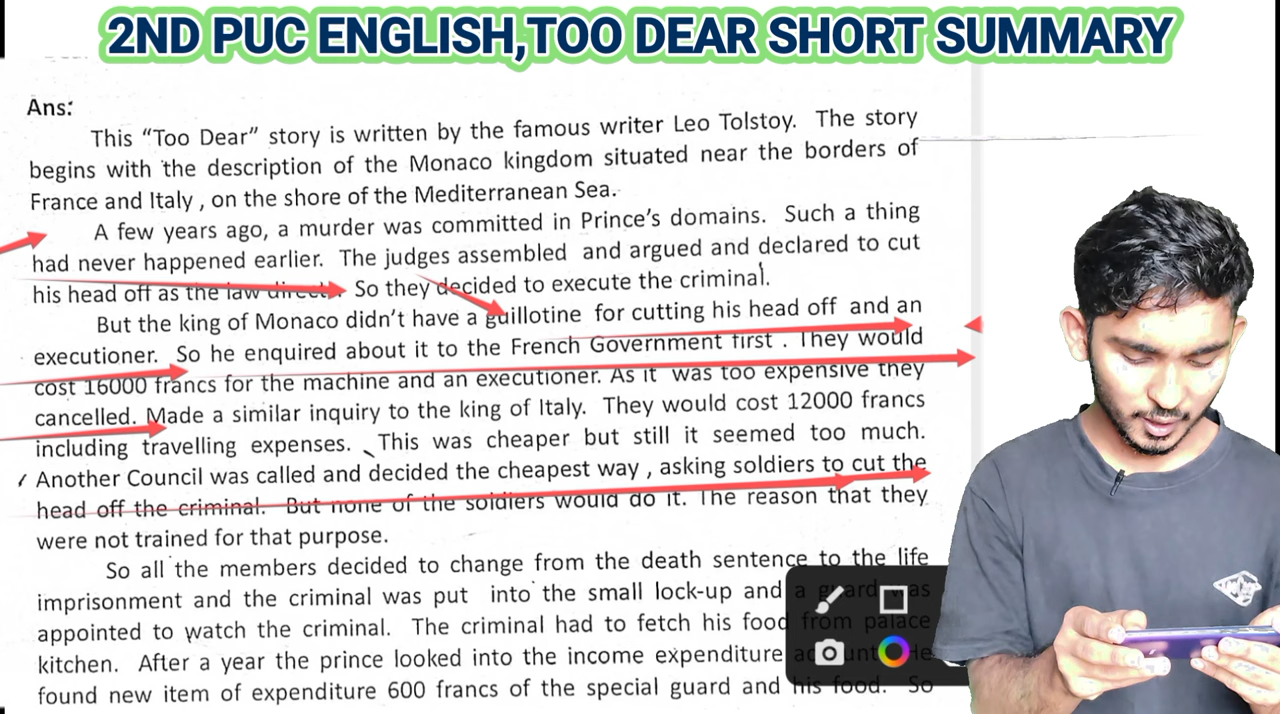 2ND PUC ENGLISH,TOO DEAR SHORT SUMMARY
Ans:
This “Too Dear” story is written by the famous writer Leo Tolstoy. The story
begins with the description of the Monaco kingdom situated near the borders of
France and Italy , on the shore of the Mediterranean Sea.
A few years ago, a murder was committed in Prince’s domains. Such a thing
had never happened earlier. The judges assembled and argued and declared to cut
his head off as the law direct. So they decided to execute the criminal.
But the king of Monaco didn’t have a guillotine for cutting his head off and an
executioner. So he enquired about it to the French Government first . They would
cost 16000 francs for the machine and an executioner. As it was too expensive they
cancelled. Made a similar inquiry to the king of Italy. They would cost 12000 francs
including travelling expenses. This was cheaper but still it seemed too much.
Another Council was called and decided the cheapest way , asking soldiers to cut the
head off the criminal. But none of the soldiers would do it. The reason that they
were not trained for that purpose.
So all the members decided to change from the death sentence to the life
imprisonment and the criminal was put into the small lock-up and a guard was
appointed to watch the criminal. The criminal had to fetch his food from palace
kitchen. After a year the prince looked into the income expenditure account. He
found new item of expenditure 600 francs of the special guard and his food. So